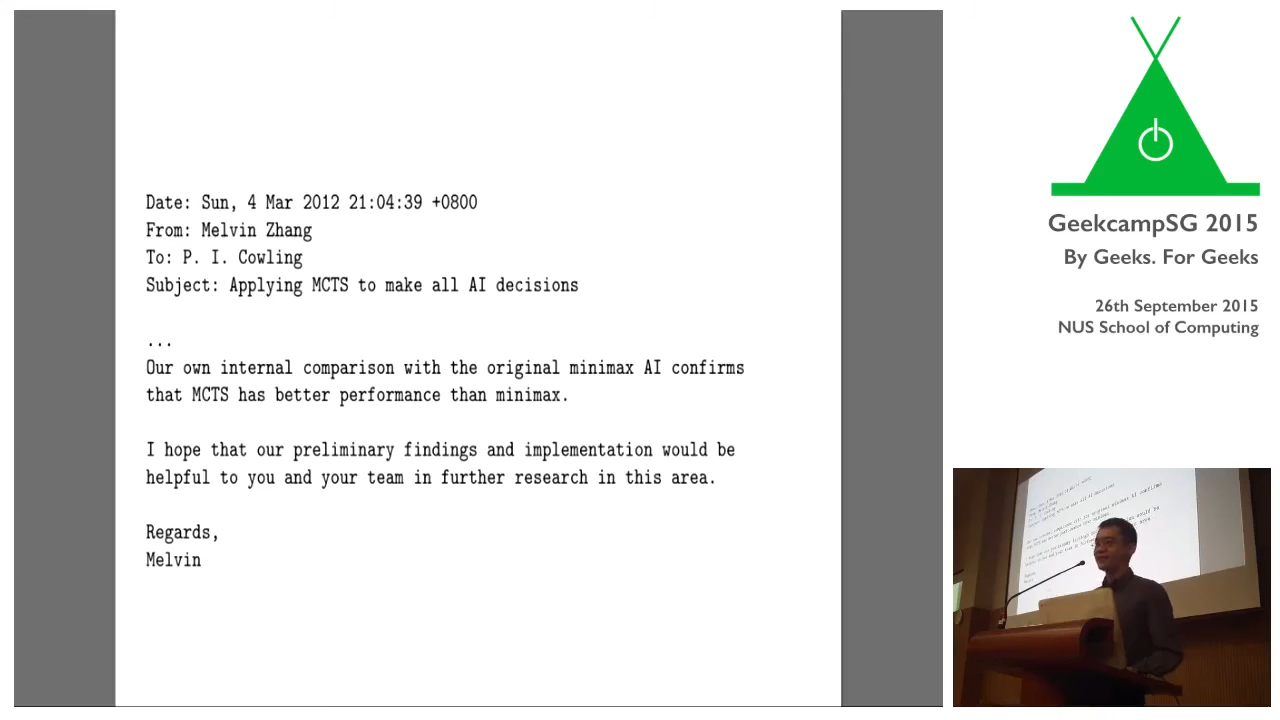 Date: Sun, 4 Mar 2012 21:04:39 +0800
From: Melvin Zhang
To: P. I. Cowling
Subject: Applying MCTS to make all AI decisions
...
Our own internal comparison with the original minimax AI confirms
that MCTS has better performance than minimax.
I hope that our preliminary findings and implementation would be
helpful to you and your team in further research in this area.
Regards,
Melvin
GeekcampSG 2015
By Geeks. For Geeks
26th September 2015
NUS School of Computing